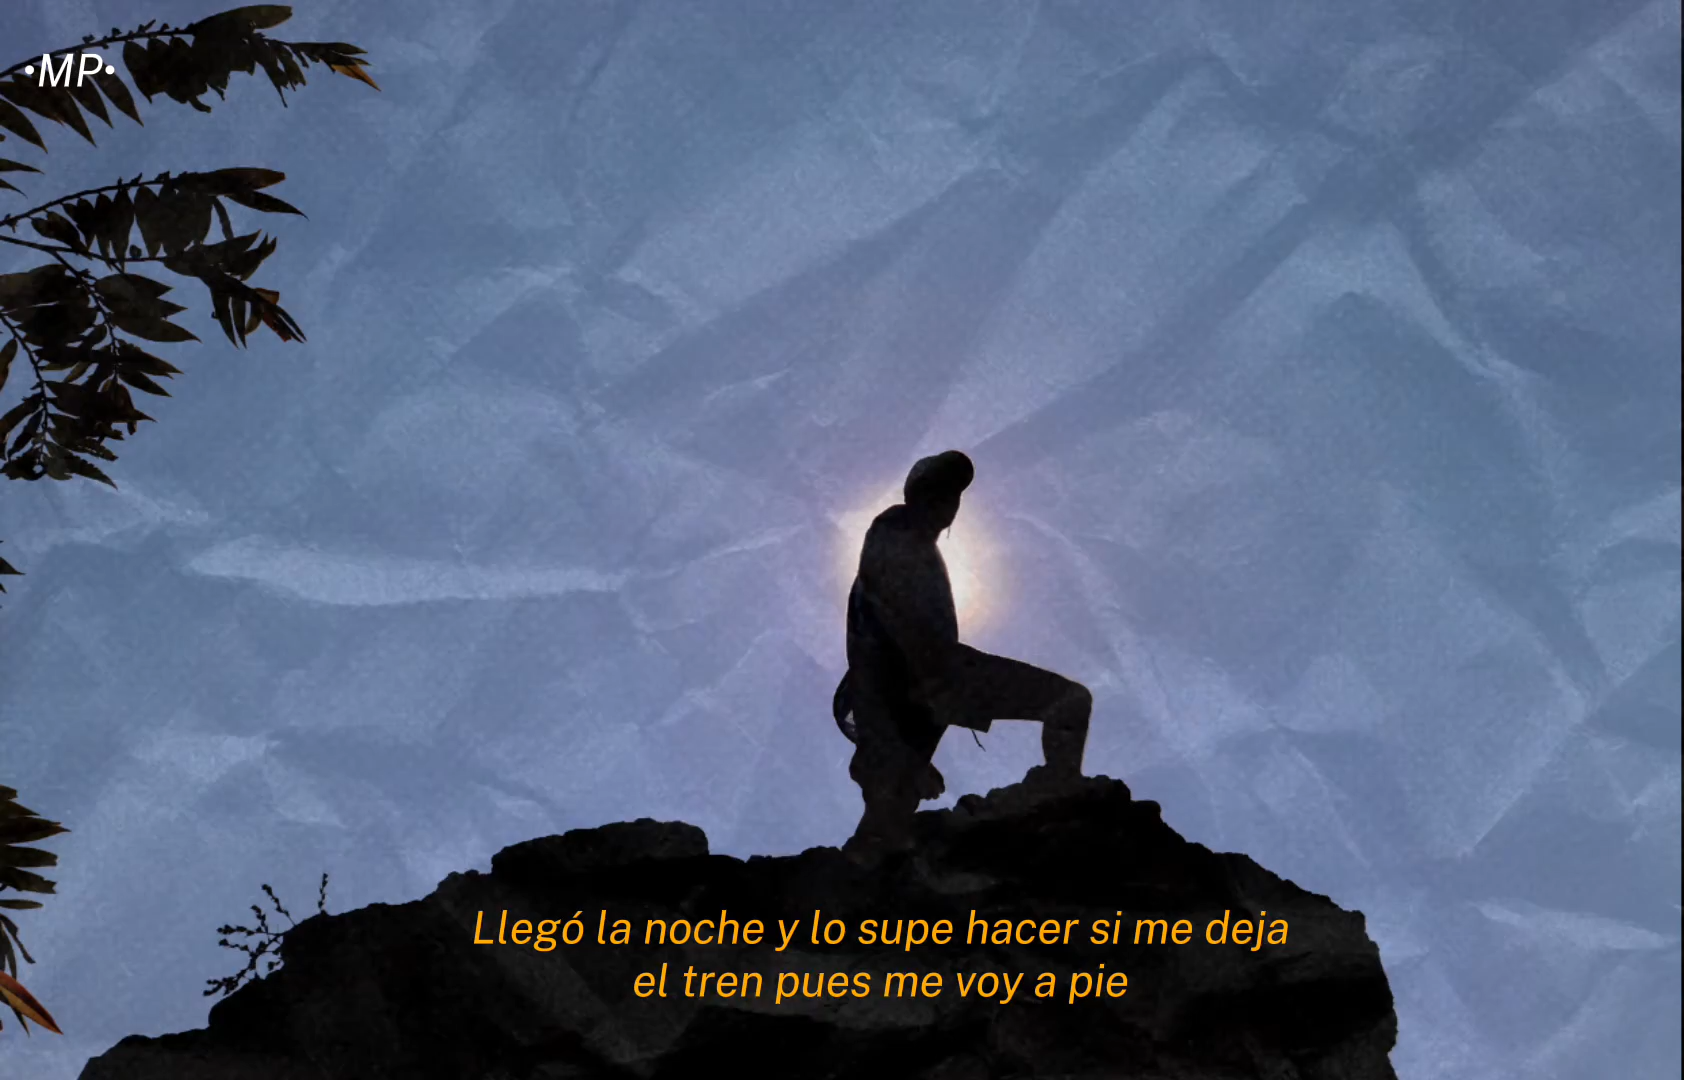 •MP•
Llegó la noche y lo supe hacer si me deja
el tren pues me voy a pie